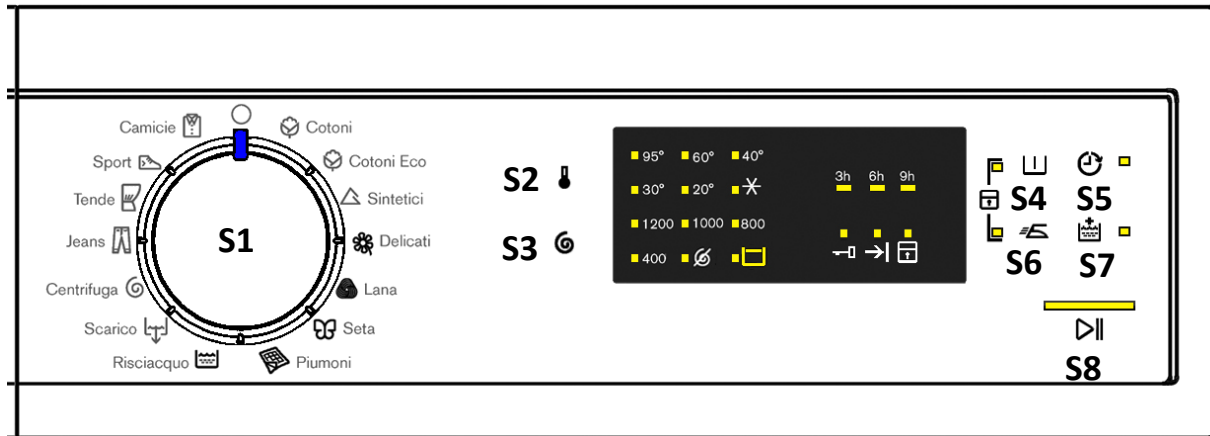 Camicie
Cotoni
Sport
Cotoni Eco
Tende
Sintetici
Jeans
Delicati
Centrifuga
Lana
Scarico
Seta
Risciacquo
Piumoni
S1
S2
S3
95° 60° 40°
30° 20°
1200 1000 800
400
3h 6h 9h
S4 S5
S6 S7
S8